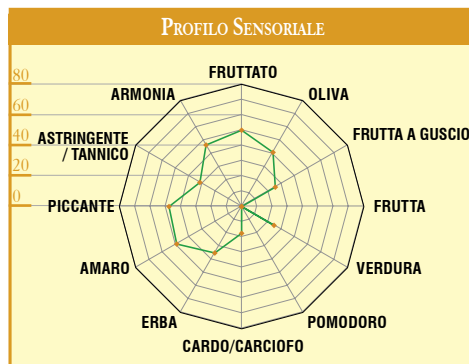 PROFILO SENSORIALE
80
60
40
20
0
FRUTTATO
OLIVA
FRUTTA A GUSCIO
FRUTTA
VERDURA
POMODORO
CARDO/CARCIOFO
ERBA
AMARO
PICCANTE
ASTRINGENTE
/ TANNICO
ARMONIA